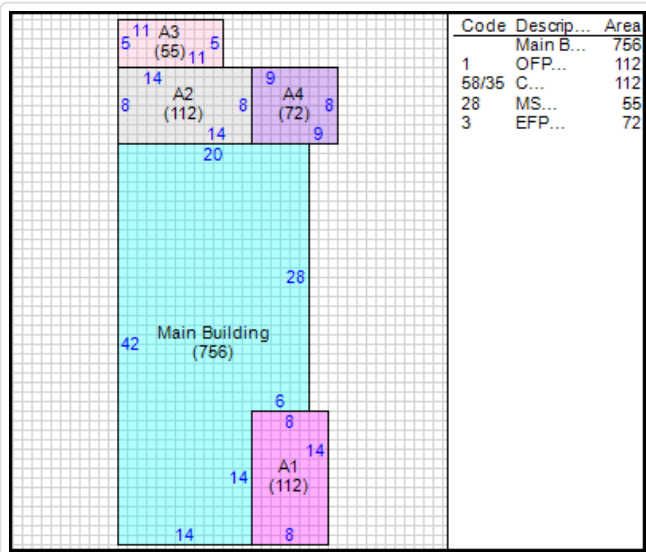 Code Descrip... Area
Main B... 756
1 OFP... 112
58/35 C... 112
28 MS... 55
3 EFP... 72
11 A3
5 (55) 5
11
14 9
A2 A4
8 (112) 8 (72) 8
14 9
20
28
Main Building
42 (756)
6
8
14
A1
14 (112)
14 8